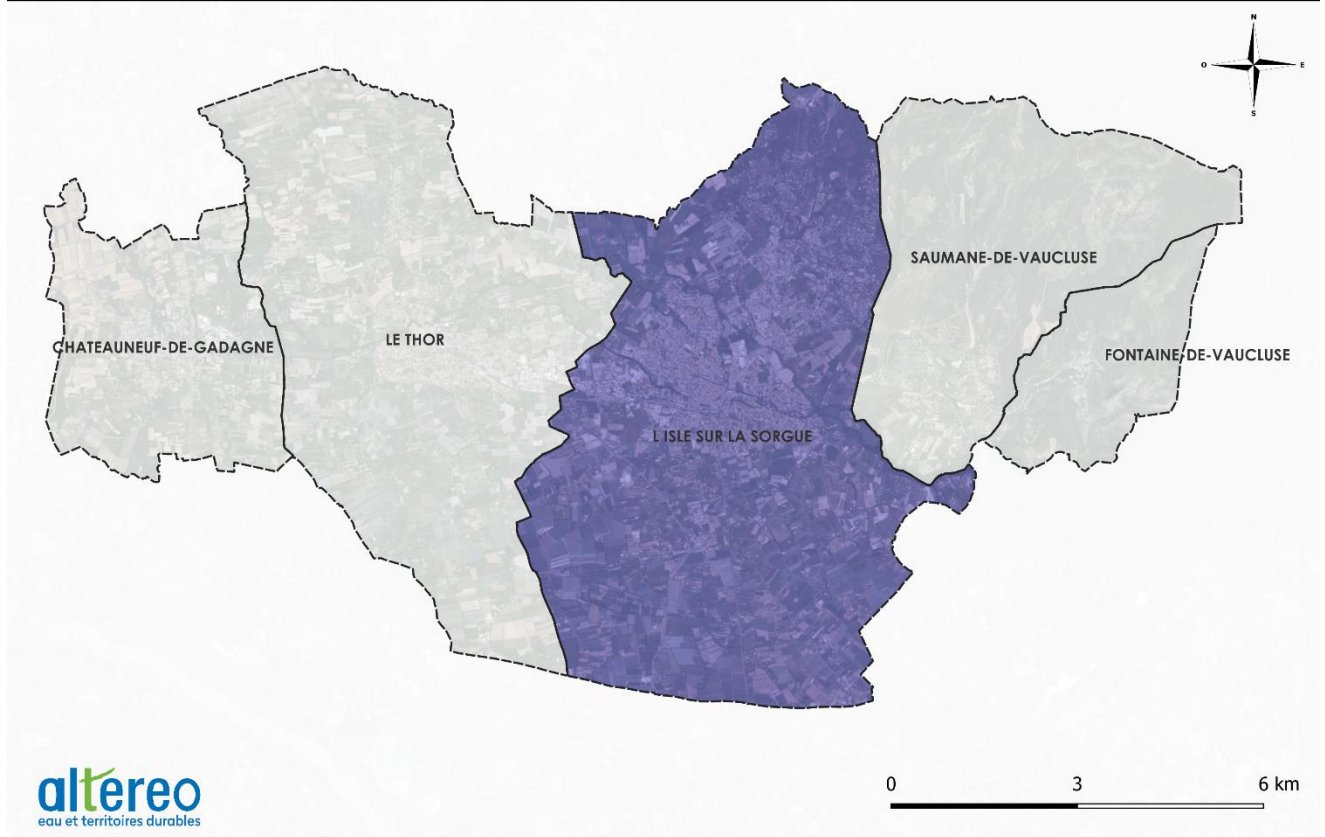 N
O
E
S
SAUMANE-DE-VAUCLUSE
CHATEAUNEUF-DE-GADAGNE
LE THOR
FONTAINE-DE-VAUCLUSE
L ISLE SUR LA SORGUE
altereo
eau et territoires durables
0 3 6 km